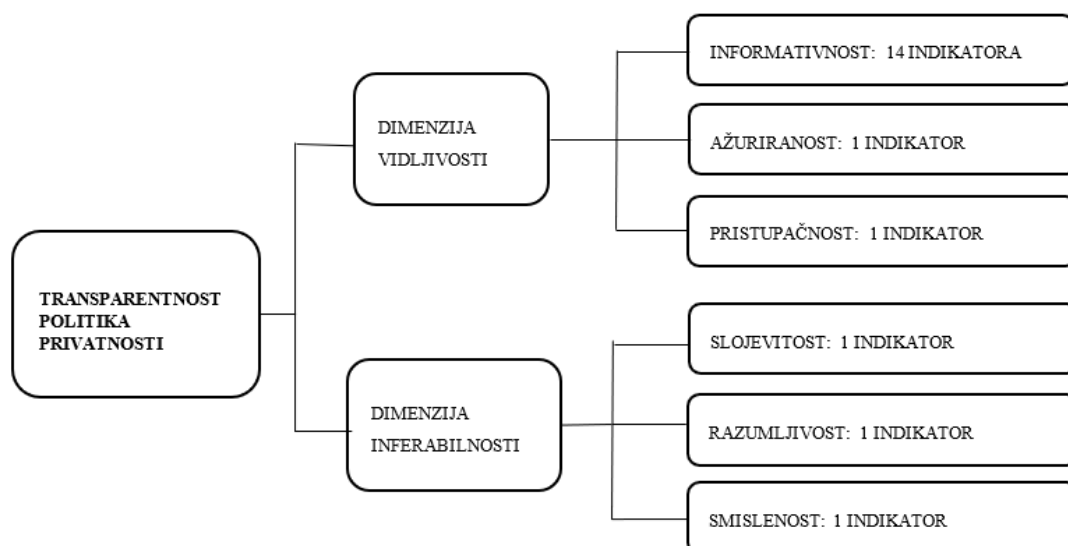 TRANSPARENTNOST
POLITIKA
PRIVATNOSTI
DIMENZIJA
VIDLJIVOSTI
INFORMATIVNOST: 14 INDIKATORA
AŽURIRANOST: 1 INDIKATOR
PRISTUPAČNOST: 1 INDIKATOR
DIMENZIJA
INFERABILNOSTI
SLOJEVITOST: 1 INDIKATOR
RAZUMLJIVOST: 1 INDIKATOR
SMISLENOST: 1 INDIKATOR